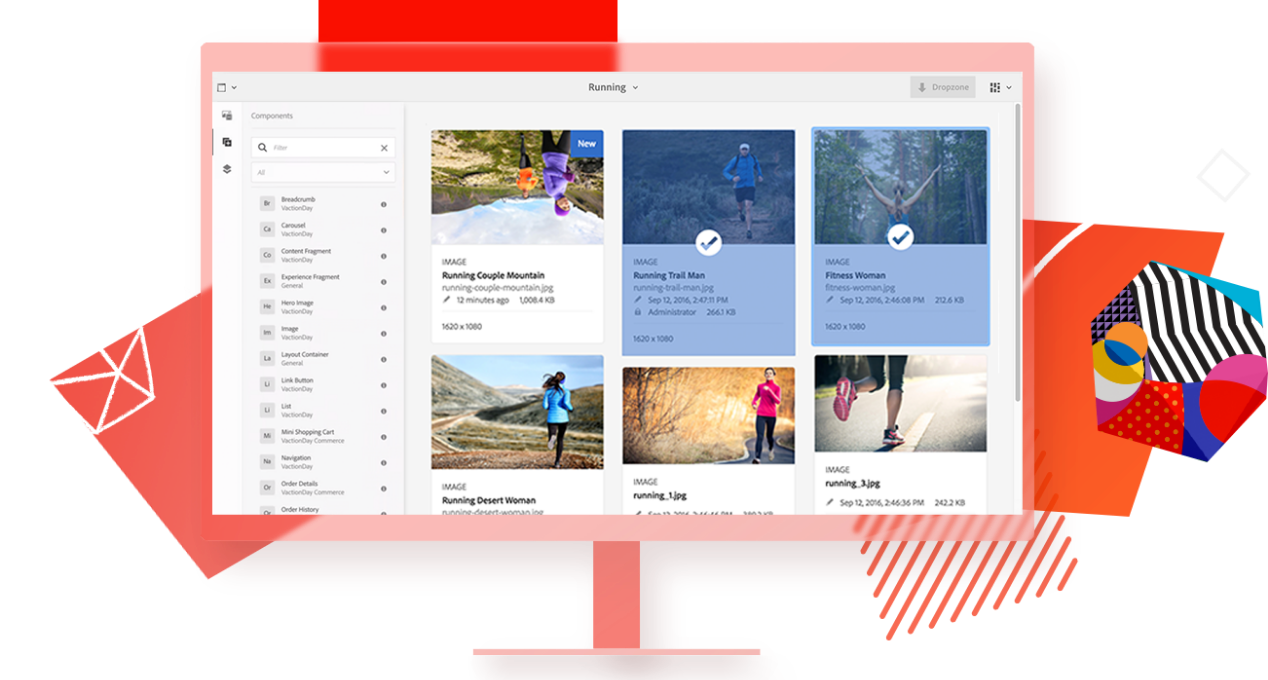 Running
Dropzone
Components
Filter
All
Br
Breadcrumb
VactionDay
Ca
Carousel
VactionDay
Co
Content Fragment
VactionDay
Ex
Experience Fragment
General
He
Hero Image
VactionDay
Im
Image
VactionDay
La
Layout Container
General
Li
Link Button
VactionDay
Li
List
VactionDay
Mi
Mini Shopping Cart
VactionDay Commerce
Na
Navigation
VactionDay
Or
Order Details
VactionDay Commerce
Or
Order History
New
IMAGE
Running Couple Mountain
running-couple-mountain.jpg
12 minutes ago 1,008.4 KB
1620 x 1080
IMAGE
Running Trail Man
running-trail-man.jpg
Sep 12, 2016, 2:47:11 PM
Administrator 266.1 KB
1620 x 1080
IMAGE
Fitness Woman
fitness-woman.jpg
Sep 12, 2016, 2:46:08 PM 212.6 KB
1620 x 1080
IMAGE
Running Desert Woman
running-desert-woman.jpg
IMAGE
running_1.jpg
Sep 12, 2016, 2:46:46 PM
IMAGE
running_3.jpg
Sep 12, 2016, 2:46:36 PM 242.2 KB